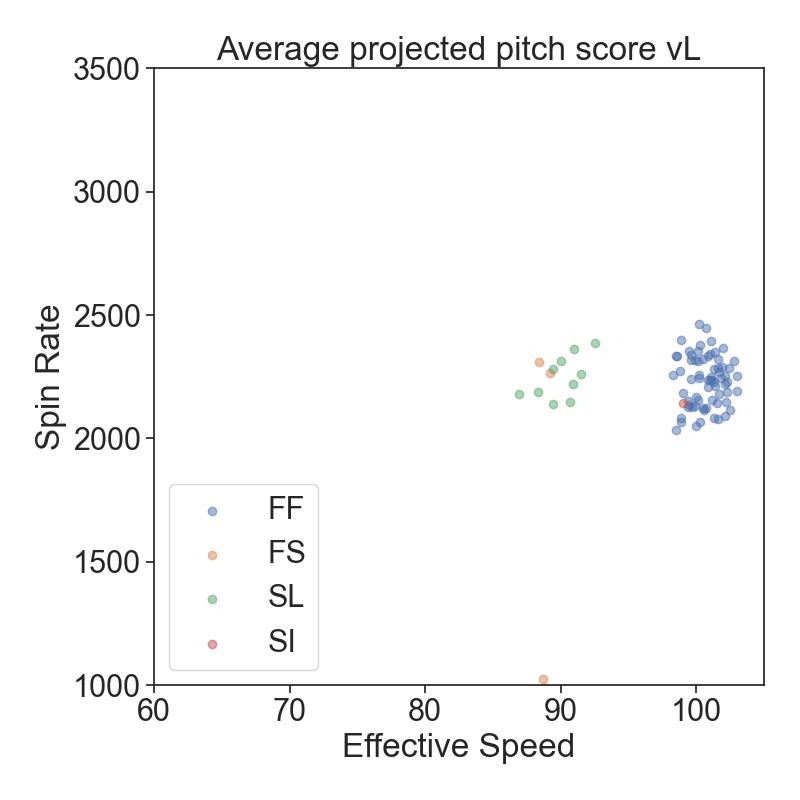 Average projected pitch score vL
3500
3000
2500
2000
1500
1000
Spin Rate
FF
FS
SL
SI
60 70 80 90 100
Effective Speed